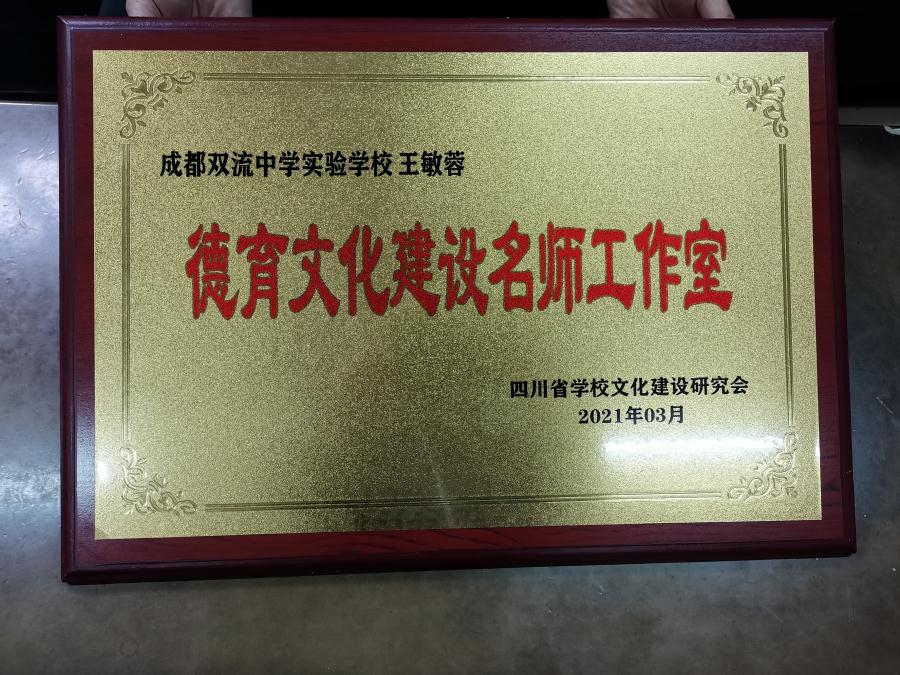 成都双流中学实验学校 王敏蓉
德育文化建设名师工作室
四川省学校文化建设研究会
2021年03月